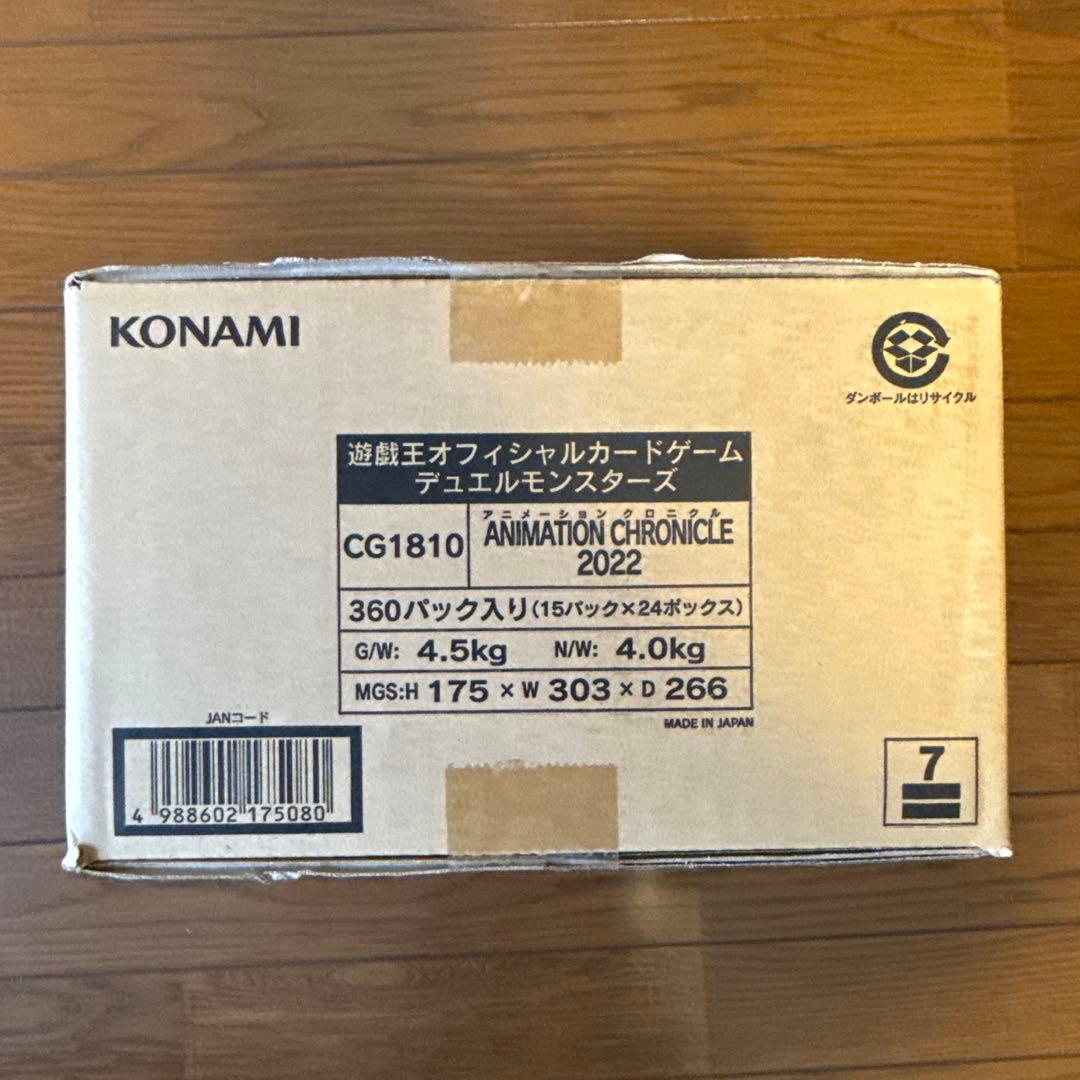 KONAMI
ダンボールはリサイクル
遊戯王オフィシャルカードゲーム
デュエルモンスターズ
CG1810
アニメーション クロニクル
ANIMATION CHRONICLE
2022
360パック入り(15パック×24ボックス)
G/W: 4.5kg N/W: 4.0kg
MGS:H 175 × W 303 × D 266
MADE IN JAPAN
JANコード
4 988602 175080
7